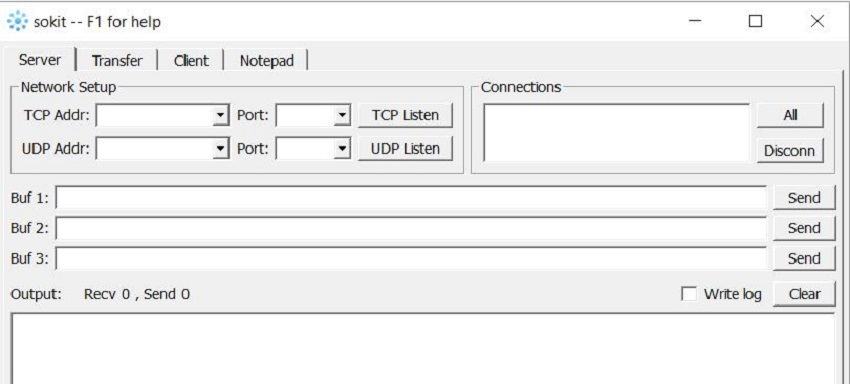 sokit -- F1 for help
Server Transfer Client Notepad
Network Setup
TCP Addr: Port: TCP Listen
UDP Addr: Port: UDP Listen
Connections
All
Disconn
Buf 1: Send
Buf 2: Send
Buf 3: Send
Output: Recv 0 , Send 0 Write log Clear